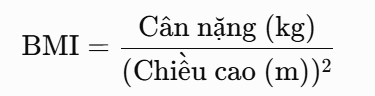 BMI = Cân nặng (kg)
(Chiều cao (m))²